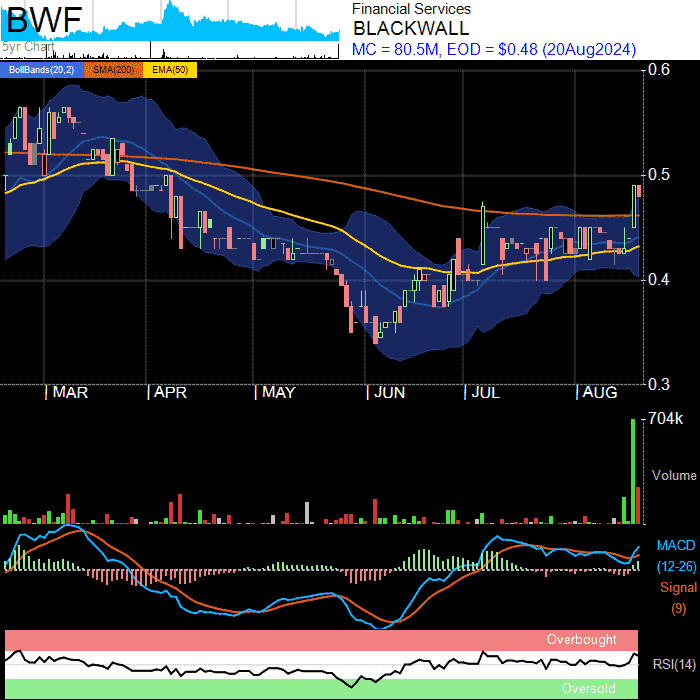 BWF
5yr Chart
Financial Services
BLACKWALL
MC = 80.5M, EOD = $0.48 (20Aug2024)
BollBands(20,2) SMA(200) EMA(50)
0.6
0.5
0.4
0.3
MAR APR MAY JUN JUL AUG
704k
Volume
MACD
(12-26)
Signal
(9)
Overbought
RSI(14)
Oversold